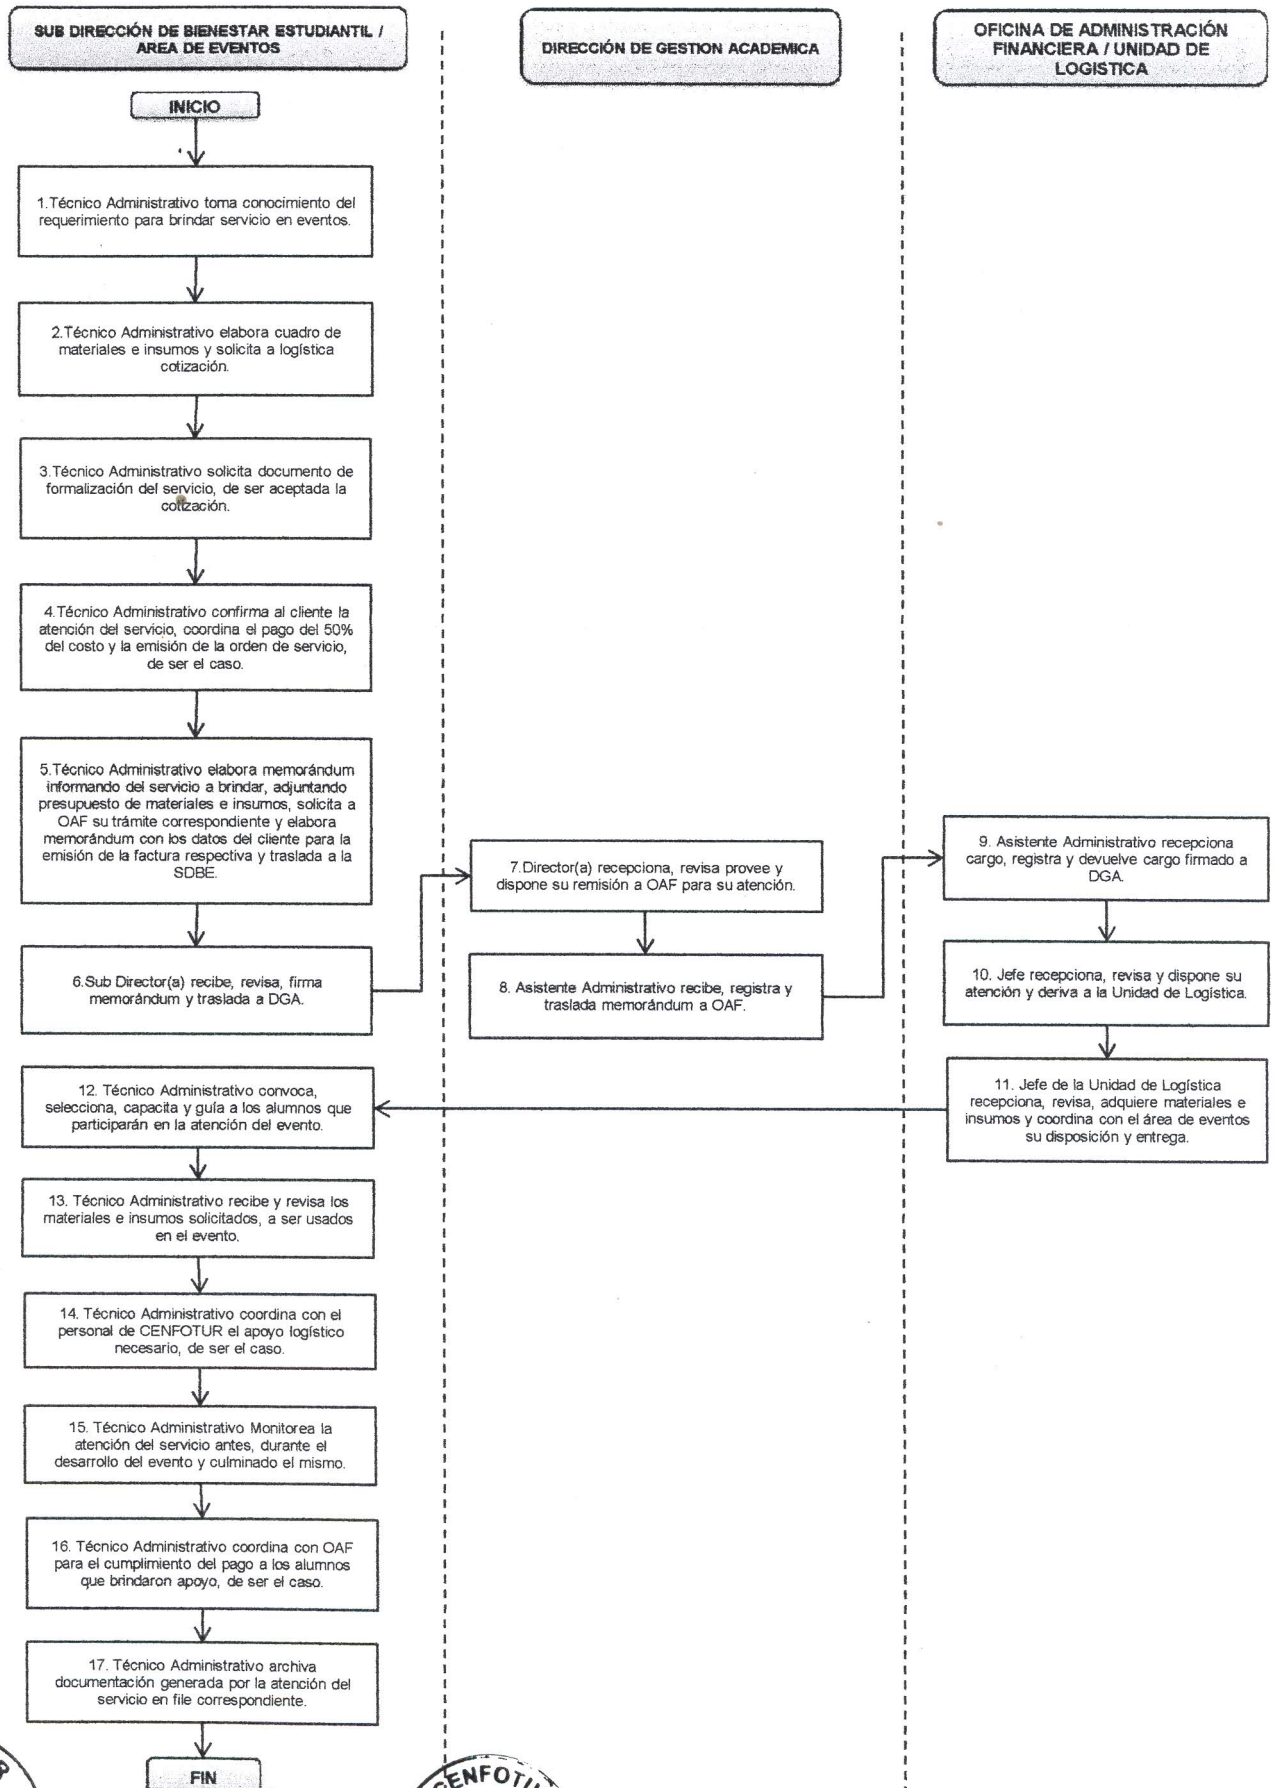 SUB DIRECCIÓN DE BIENESTAR ESTUDIANTIL /
AREA DE EVENTOS
DIRECCIÓN DE GESTION ACADEMICA
OFICINA DE ADMINISTRACIÓN
FINANCIERA / UNIDAD DE
LOGISTICA
INICIO
1.Técnico Administrativo toma conocimiento del
requerimiento para brindar servicio en eventos.
2.Técnico Administrativo elabora cuadro de
materiales e insumos y solicita a logística
cotización.
3.Técnico Administrativo solicita documento de
formalización del servicio, de ser aceptada la
cotización.
4.Técnico Administrativo confirma al cliente la
atención del servicio, coordina el pago del 50%
del costo y la emisión de la orden de servicio,
de ser el caso.
5.Técnico Administrativo elabora memorándum
informando del servicio a brindar, adjuntando
presupuesto de materiales e insumos, solicita a
OAF su trámite correspondiente y elabora
memorándum con los datos del cliente para la
emisión de la factura respectiva y traslada a la
SDBE.
6.Sub Director(a) recibe, revisa, firma
memorándum y traslada a DGA.
7.Director(a) recepciona, revisa provee y
dispone su remisión a OAF para su atención.
8. Asistente Administrativo recibe, registra y
traslada memorándum a OAF.
9. Asistente Administrativo recepciona
cargo, registra y devuelve cargo firmado a
DGA.
10. Jefe recepciona, revisa y dispone su
atención y deriva a la Unidad de Logística.
11. Jefe de la Unidad de Logística
recepciona, revisa, adquiere materiales e
insumos y coordina con el área de eventos
su disposición y entrega.
12. Técnico Administrativo convoca,
selecciona, capacita y guía a los alumnos que
participarán en la atención del evento.
13. Técnico Administrativo recibe y revisa los
materiales e insumos solicitados, a ser usados
en el evento.
14. Técnico Administrativo coordina con el
personal de CENFOTUR el apoyo logístico
necesario, de ser el caso.
15. Técnico Administrativo Monitorea la
atención del servicio antes, durante el
desarrollo del evento y culminado el mismo.
16. Técnico Administrativo coordina con OAF
para el cumplimiento del pago a los alumnos
que brindaron apoyo, de ser el caso.
17. Técnico Administrativo archiva
documentación generada por la atención del
servicio en file correspondiente.
FIN